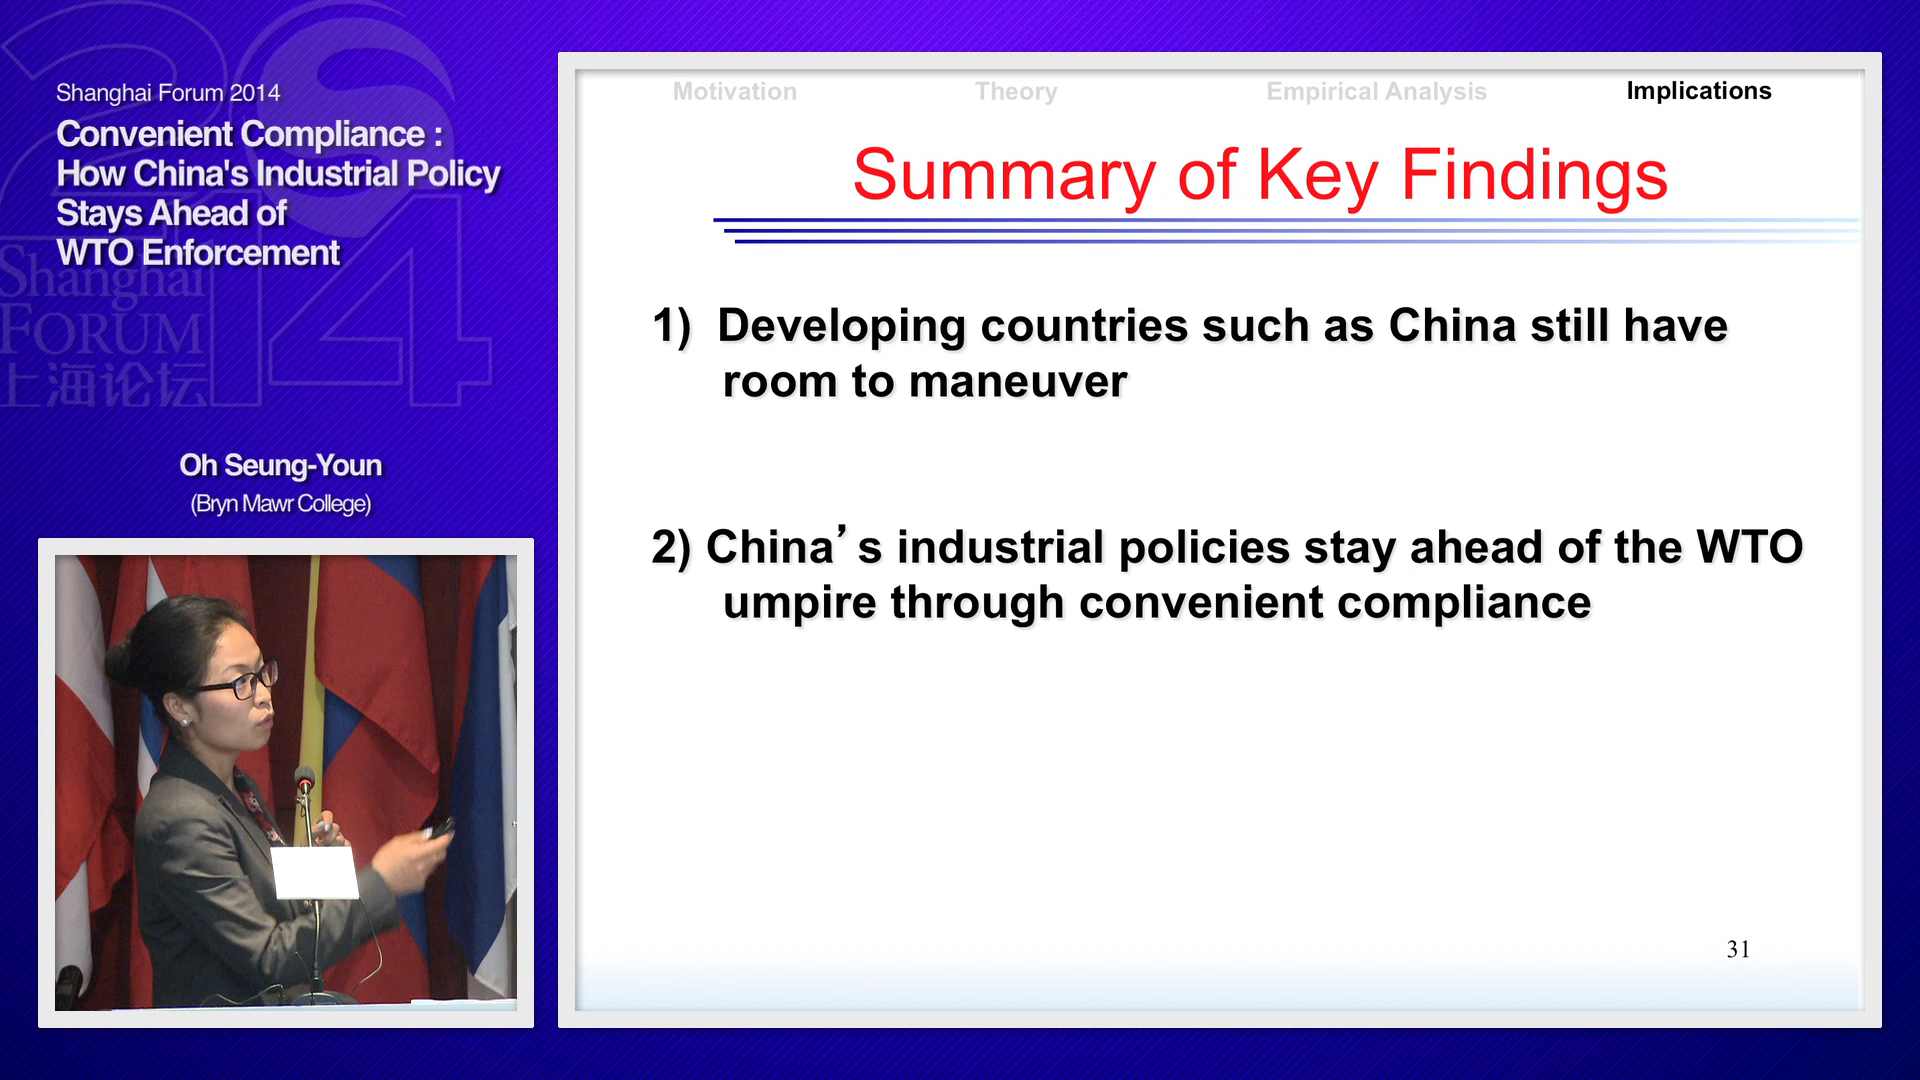 Shanghai Forum 2014
Convenient Compliance :
How China's Industrial Policy
Stays Ahead of
WTO Enforcement
2014
Shanghai
FORUM
上海论坛
Oh Seung-Youn
(Bryn Mawr College)
Motivation Theory Empirical Analysis Implications
Summary of Key Findings
1) Developing countries such as China still have
room to maneuver
2) China's industrial policies stay ahead of the WTO
umpire through convenient compliance
31